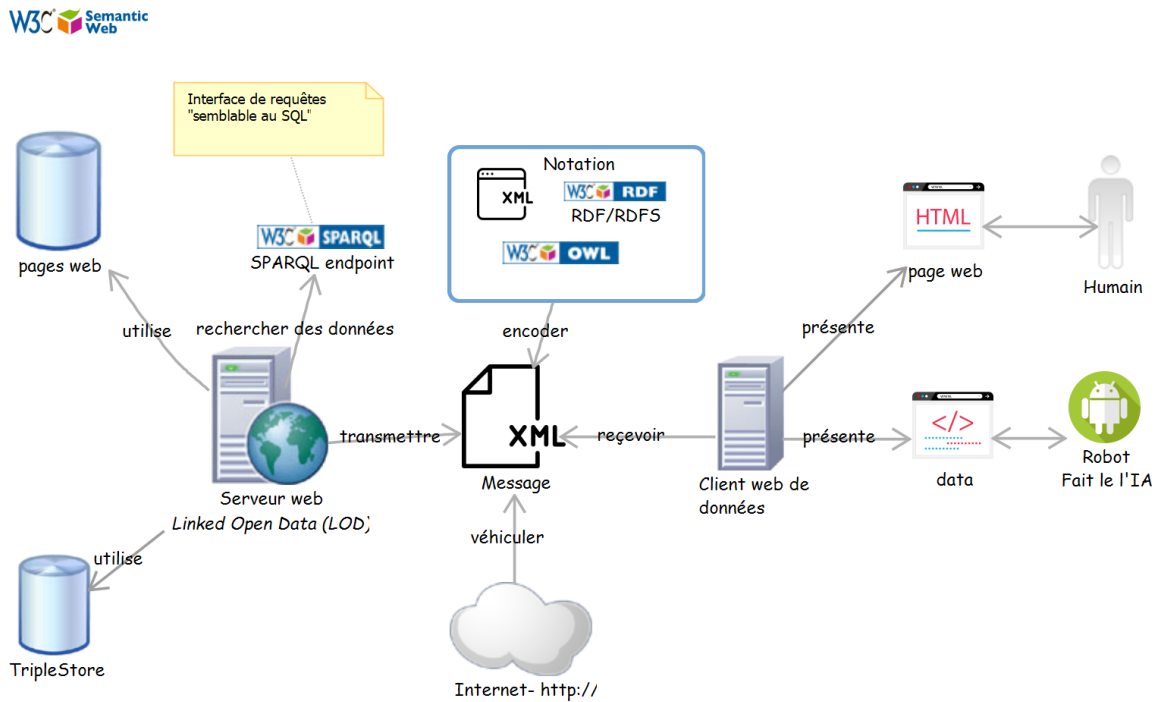 W3C Semantic
Web
Interface de requêtes
"semblable au SQL"
Notation
XML
W3C RDF
RDF/RDFS
W3C OWL
W3C SPARQL
SPARQL endpoint
pages web
www.
HTML
page web
Humain
utilise
rechercher des données
encoder
présente
transmettre
XML
reçevoir
présente
www.
</>
data
Robot
Fait le l'IA
Message
Client web de
données
Serveur web
Linked Open Data (LOD)
véhiculer
utilise
TripleStore
Internet- http://